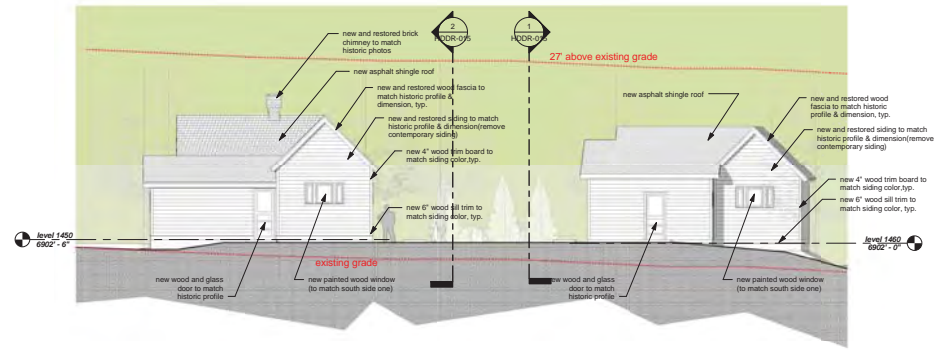 new and restored brick
chimney to match
historic photos
2
HDDR-015
1
HDDR-015
27' above existing grade
new asphalt shingle roof
new and restored wood fascia to
match historic profile &
dimension, typ.
new and restored siding to match
historic profile & dimension(remove
contemporary siding)
new 4" wood trim board to
match siding color,typ.
new 6" wood sill trim to
match siding color, typ.
new asphalt shingle roof
new and restored wood
fascia to match historic
profile & dimension, typ.
new and restored siding to match
historic profile & dimension(remove
contemporary siding)
new 4" wood trim board to
match siding color,typ.
new 6" wood sill trim to
match siding color, typ.
level 1450
6902' - 6"
level 1460
6902' - 0"
existing grade
new wood and glass
door to match
historic profile
new painted wood window
(to match south side one)
new wood and glass
door to match
historic profile
new painted wood window
(to match south side one)